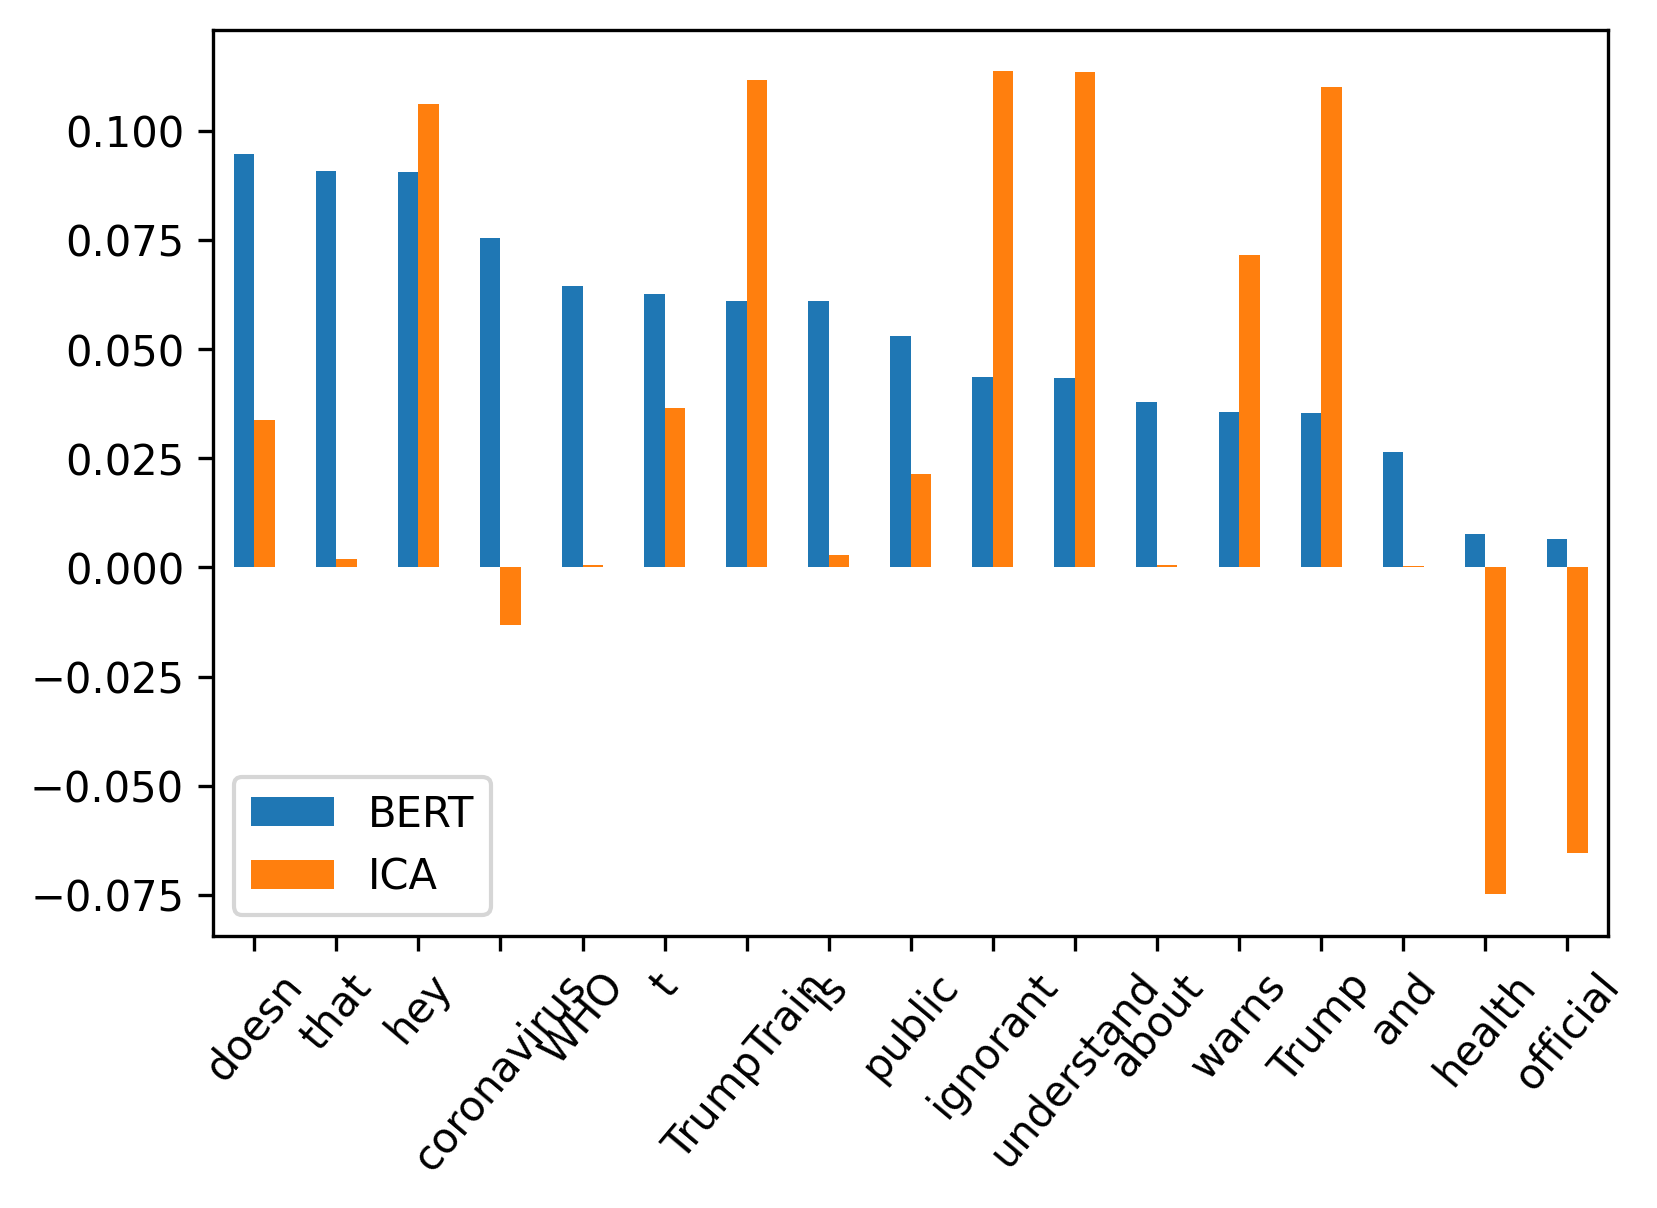 0.100
0.075
0.050
0.025
0.000
−0.025
−0.050
−0.075
BERT
ICA
doesn
that
hey
coronavirus
WHO
t
TrumpTrain
is
public
ignorant
understand
about
warns
Trump
and
health
official